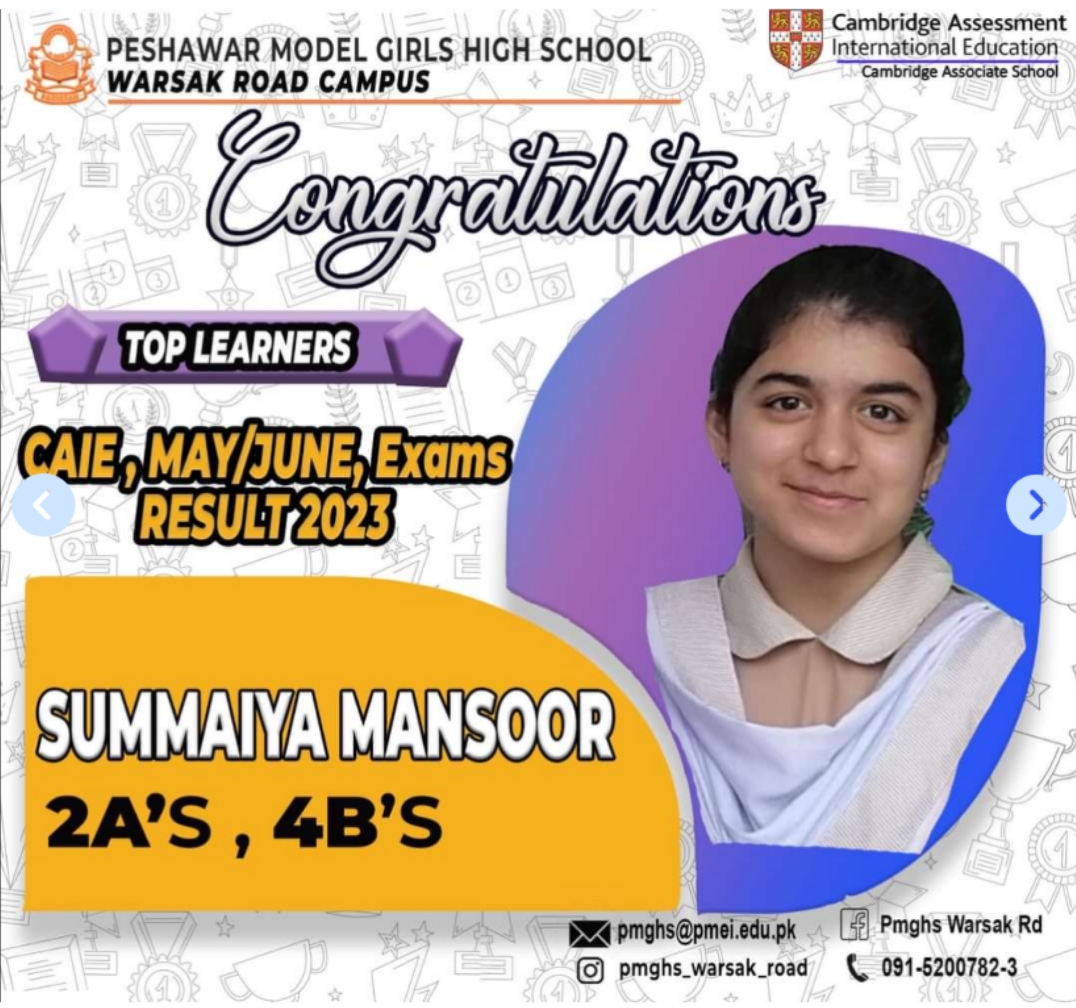 PESHAWAR MODEL GIRLS HIGH SCHOOL
WARSAK ROAD CAMPUS
Cambridge Assessment
International Education
Cambridge Associate School
Congratulations
TOP LEARNERS
CAIE , MAY/JUNE, Exams
RESULT 2023
SUMMAIYA MANSOOR
2A'S , 4B'S
pmghs@pmei.edu.pk
Pmghs Warsak Rd
pmghs_warsak_road
091-5200782-3